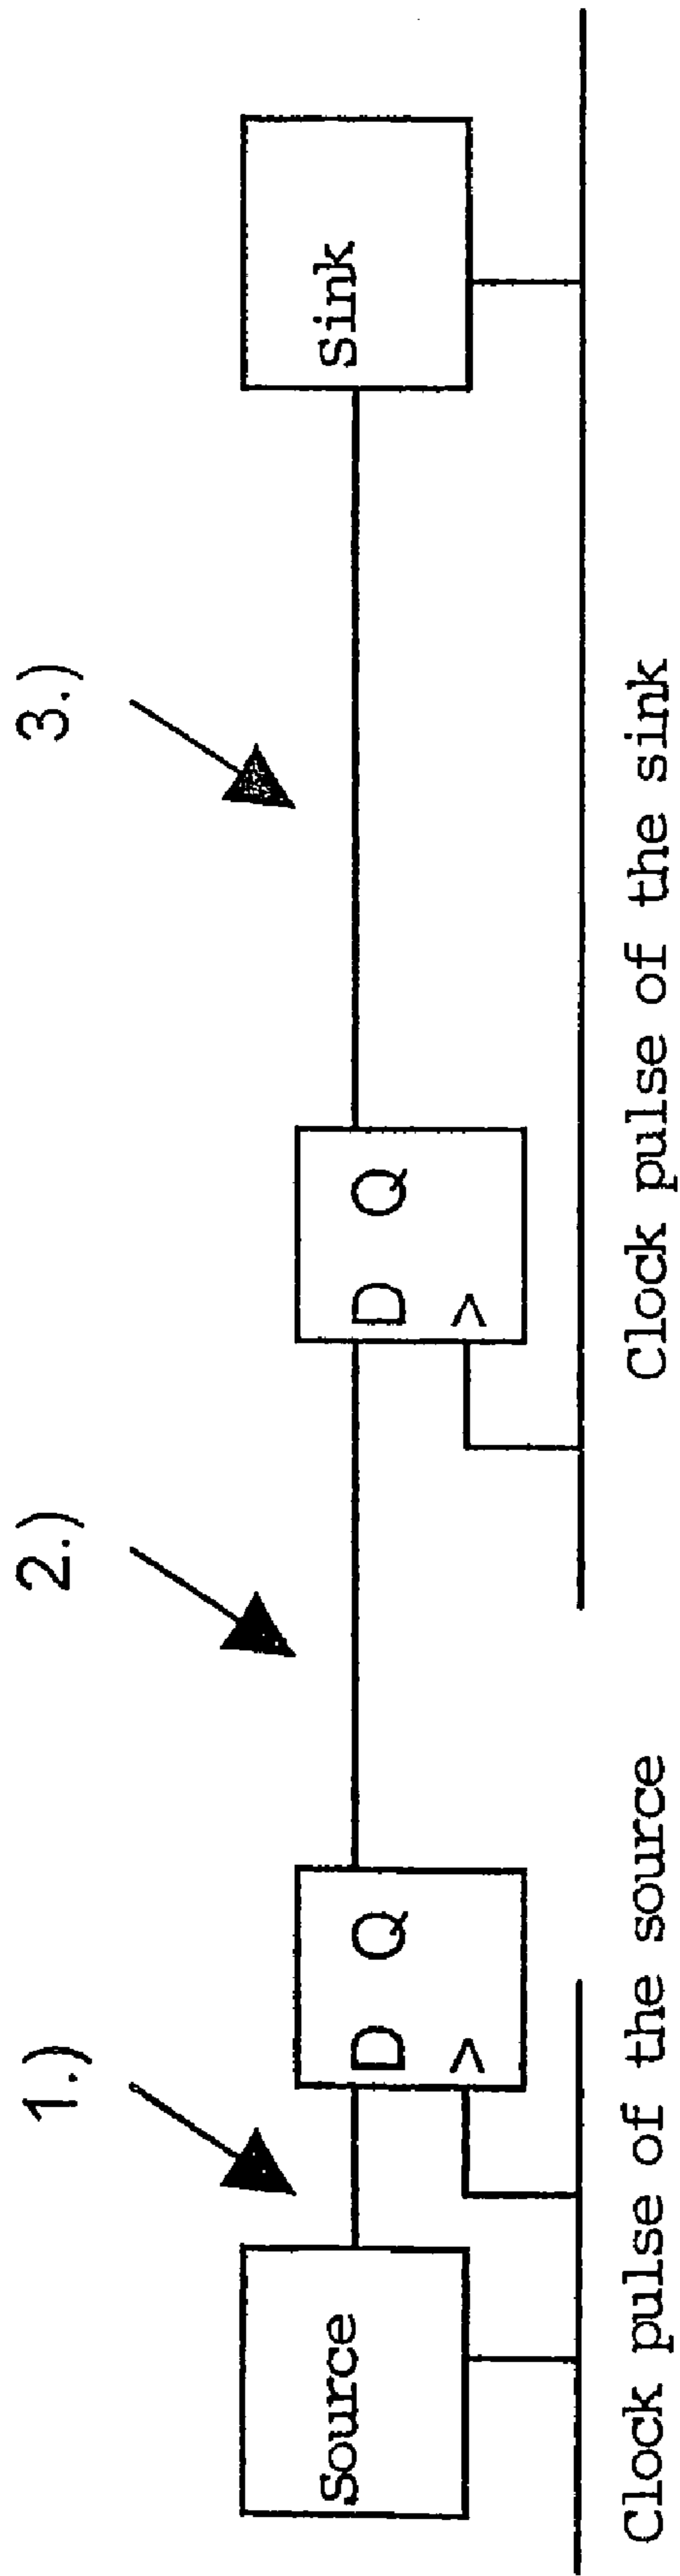 1.)
2.)
3.)
Source
D Q
>
D Q
>
Sink
Clock pulse of the source
Clock pulse of the sink